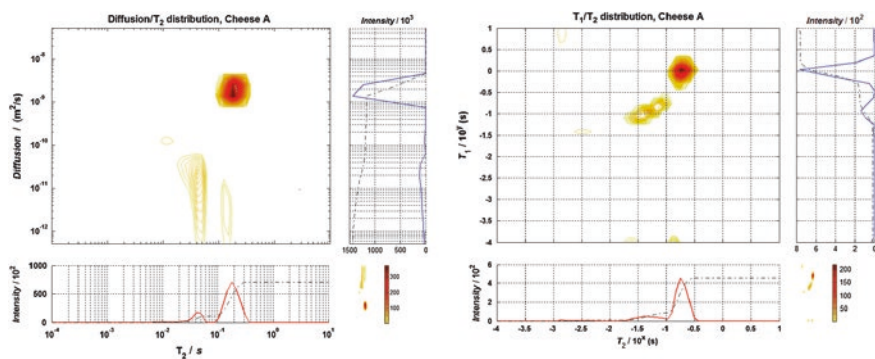 Diffusion/T2 distribution, Cheese A
Intensity / 10^3
Diffusion / (m^2/s)
10^-8
10^-9
10^-10
10^-11
10^-12
1500 1000 500 0
Intensity / 10^2
1000
500
0
10^-4 10^-3 10^-2 10^-1 10^0 10^1
T2 / s
300
200
100
T1/T2 distribution, Cheese A
Intensity / 10^2
T1 / 10^y (s)
1
0.5
0
-0.5
-1
-1.5
-2
-2.5
-3
-3.5
-4
8 6 4 2 0
Intensity / 10^2
6
4
2
0
-4 -3.5 -3 -2.5 -2 -1.5 -1 -0.5 0 0.5 1
T2 / 10^x (s)
200
150
100
50